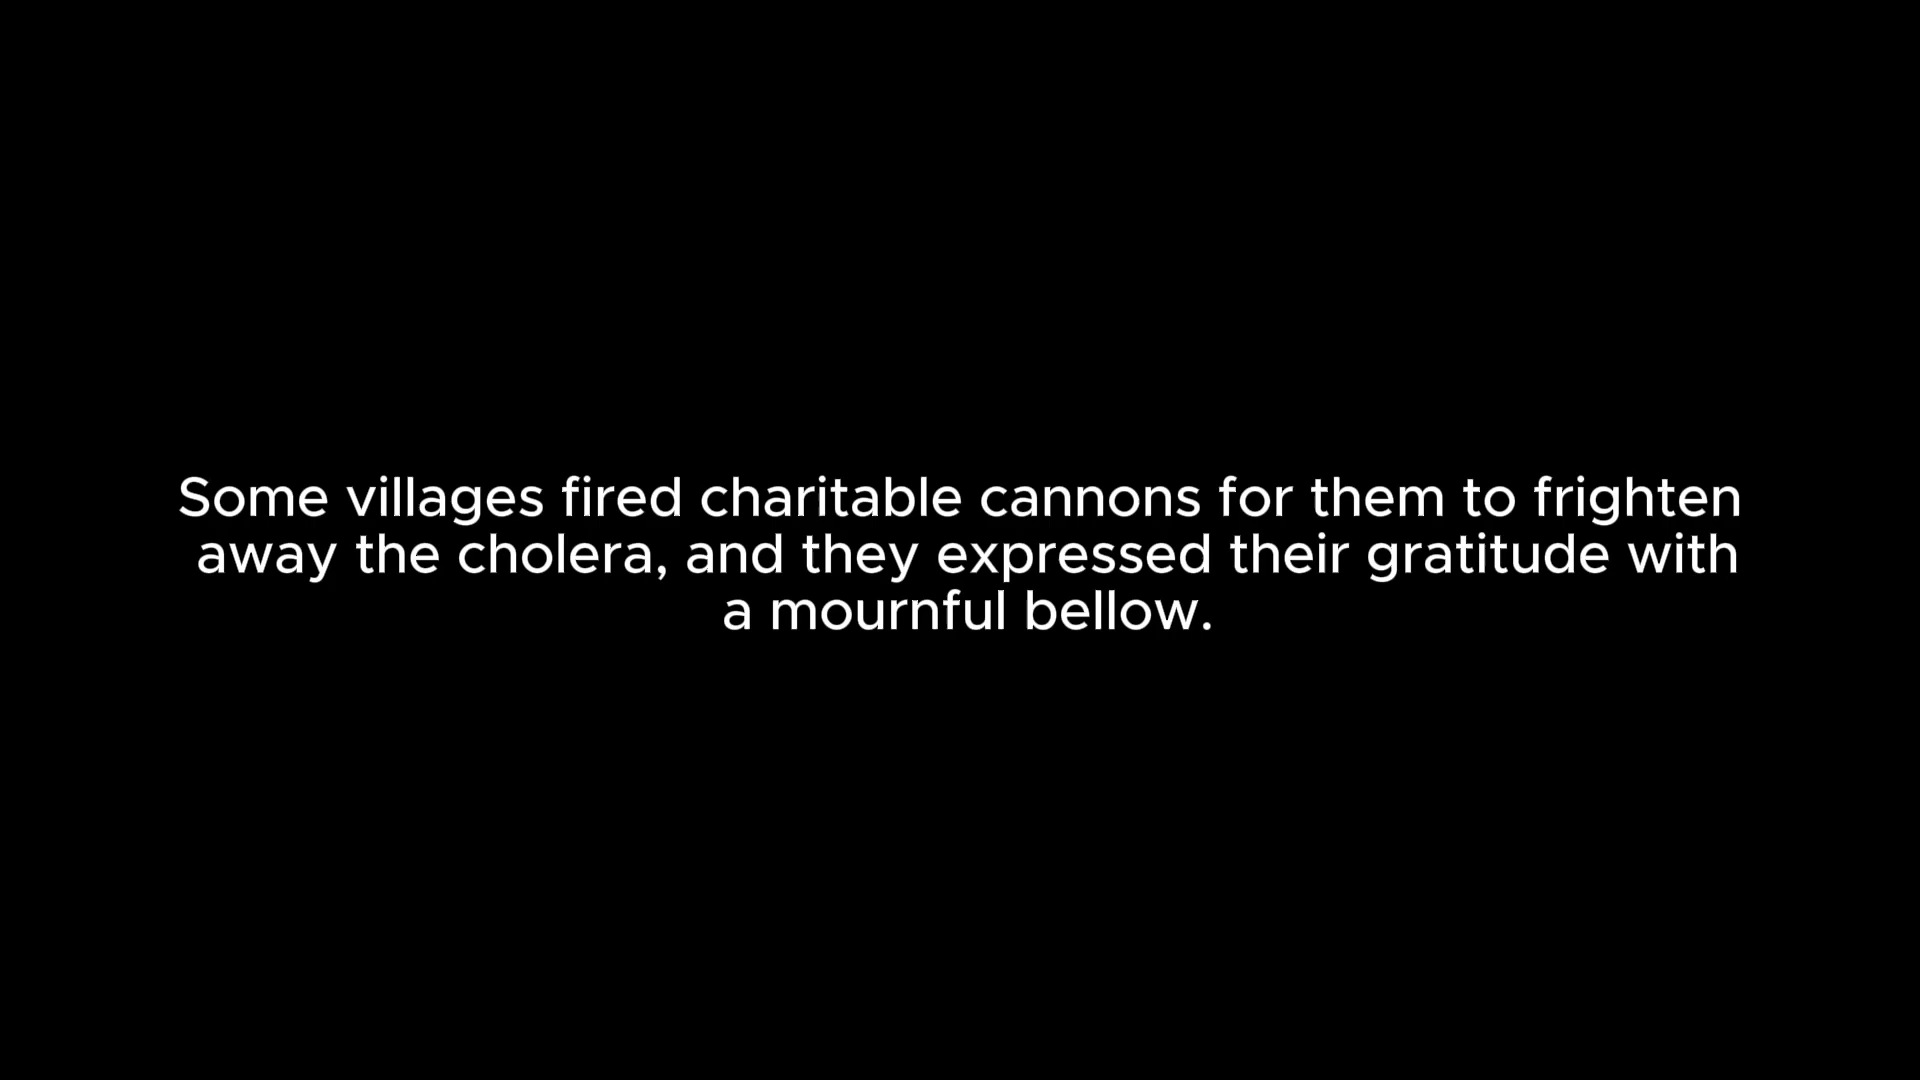 Some villages fired charitable cannons for them to frighten
away the cholera, and they expressed their gratitude with
a mournful bellow.